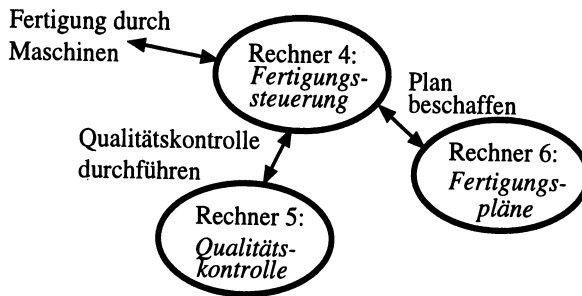 Fertigung durch
Maschinen
Rechner 4:
Fertigungs-
steuerung
Plan
beschaffen
Qualitätskontrolle
durchführen
Rechner 6:
Fertigungs-
pläne
Rechner 5:
Qualitäts-
kontrolle